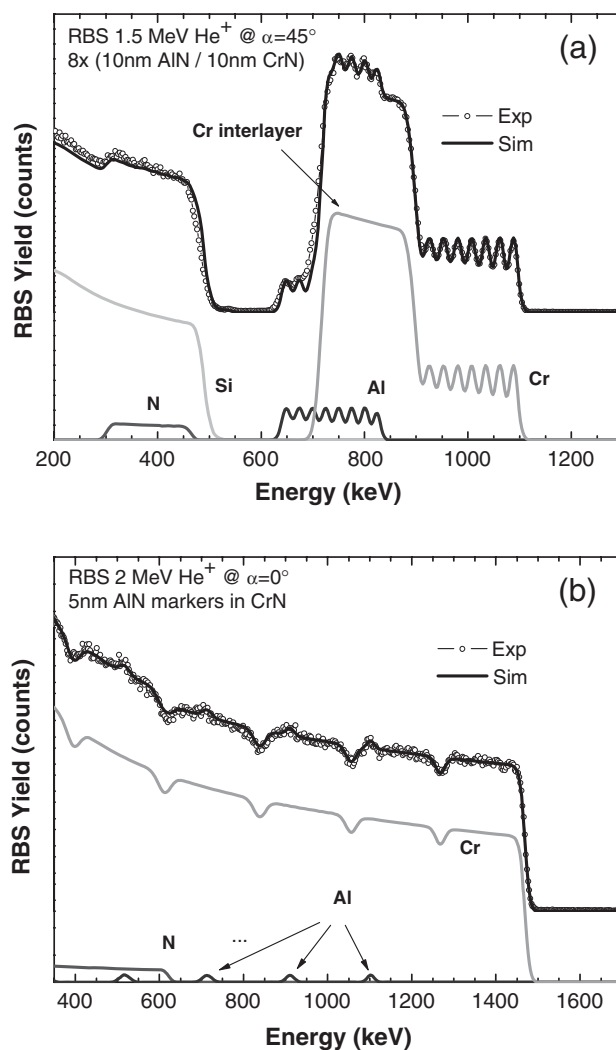 RBS 1.5 MeV He+ @ α=45°
8x (10nm AlN / 10nm CrN)
(a)
Exp
Sim
Cr interlayer
RBS Yield (counts)
Si
N
Al
Cr
200 400 600 800 1000 1200
Energy (keV)
RBS 2 MeV He+ @ α=0°
5nm AlN markers in CrN
(b)
Exp
Sim
RBS Yield (counts)
Cr
Al
N
...
400 600 800 1000 1200 1400 1600
Energy (keV)